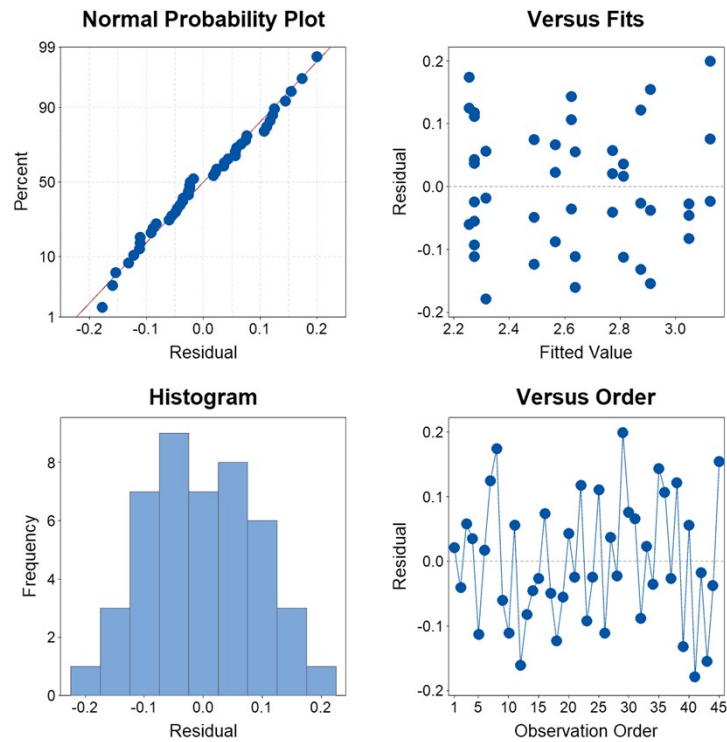 Normal Probability Plot
99
90
50
10
1
Percent
-0.2 -0.1 0.0 0.1 0.2
Residual
Versus Fits
0.2
0.1
0.0
-0.1
-0.2
Residual
2.2 2.4 2.6 2.8 3.0
Fitted Value
Histogram
8
6
4
2
0
Frequency
-0.2 -0.1 0.0 0.1 0.2
Residual
Versus Order
0.2
0.1
0.0
-0.1
-0.2
Residual
1 5 10 15 20 25 30 35 40 45
Observation Order